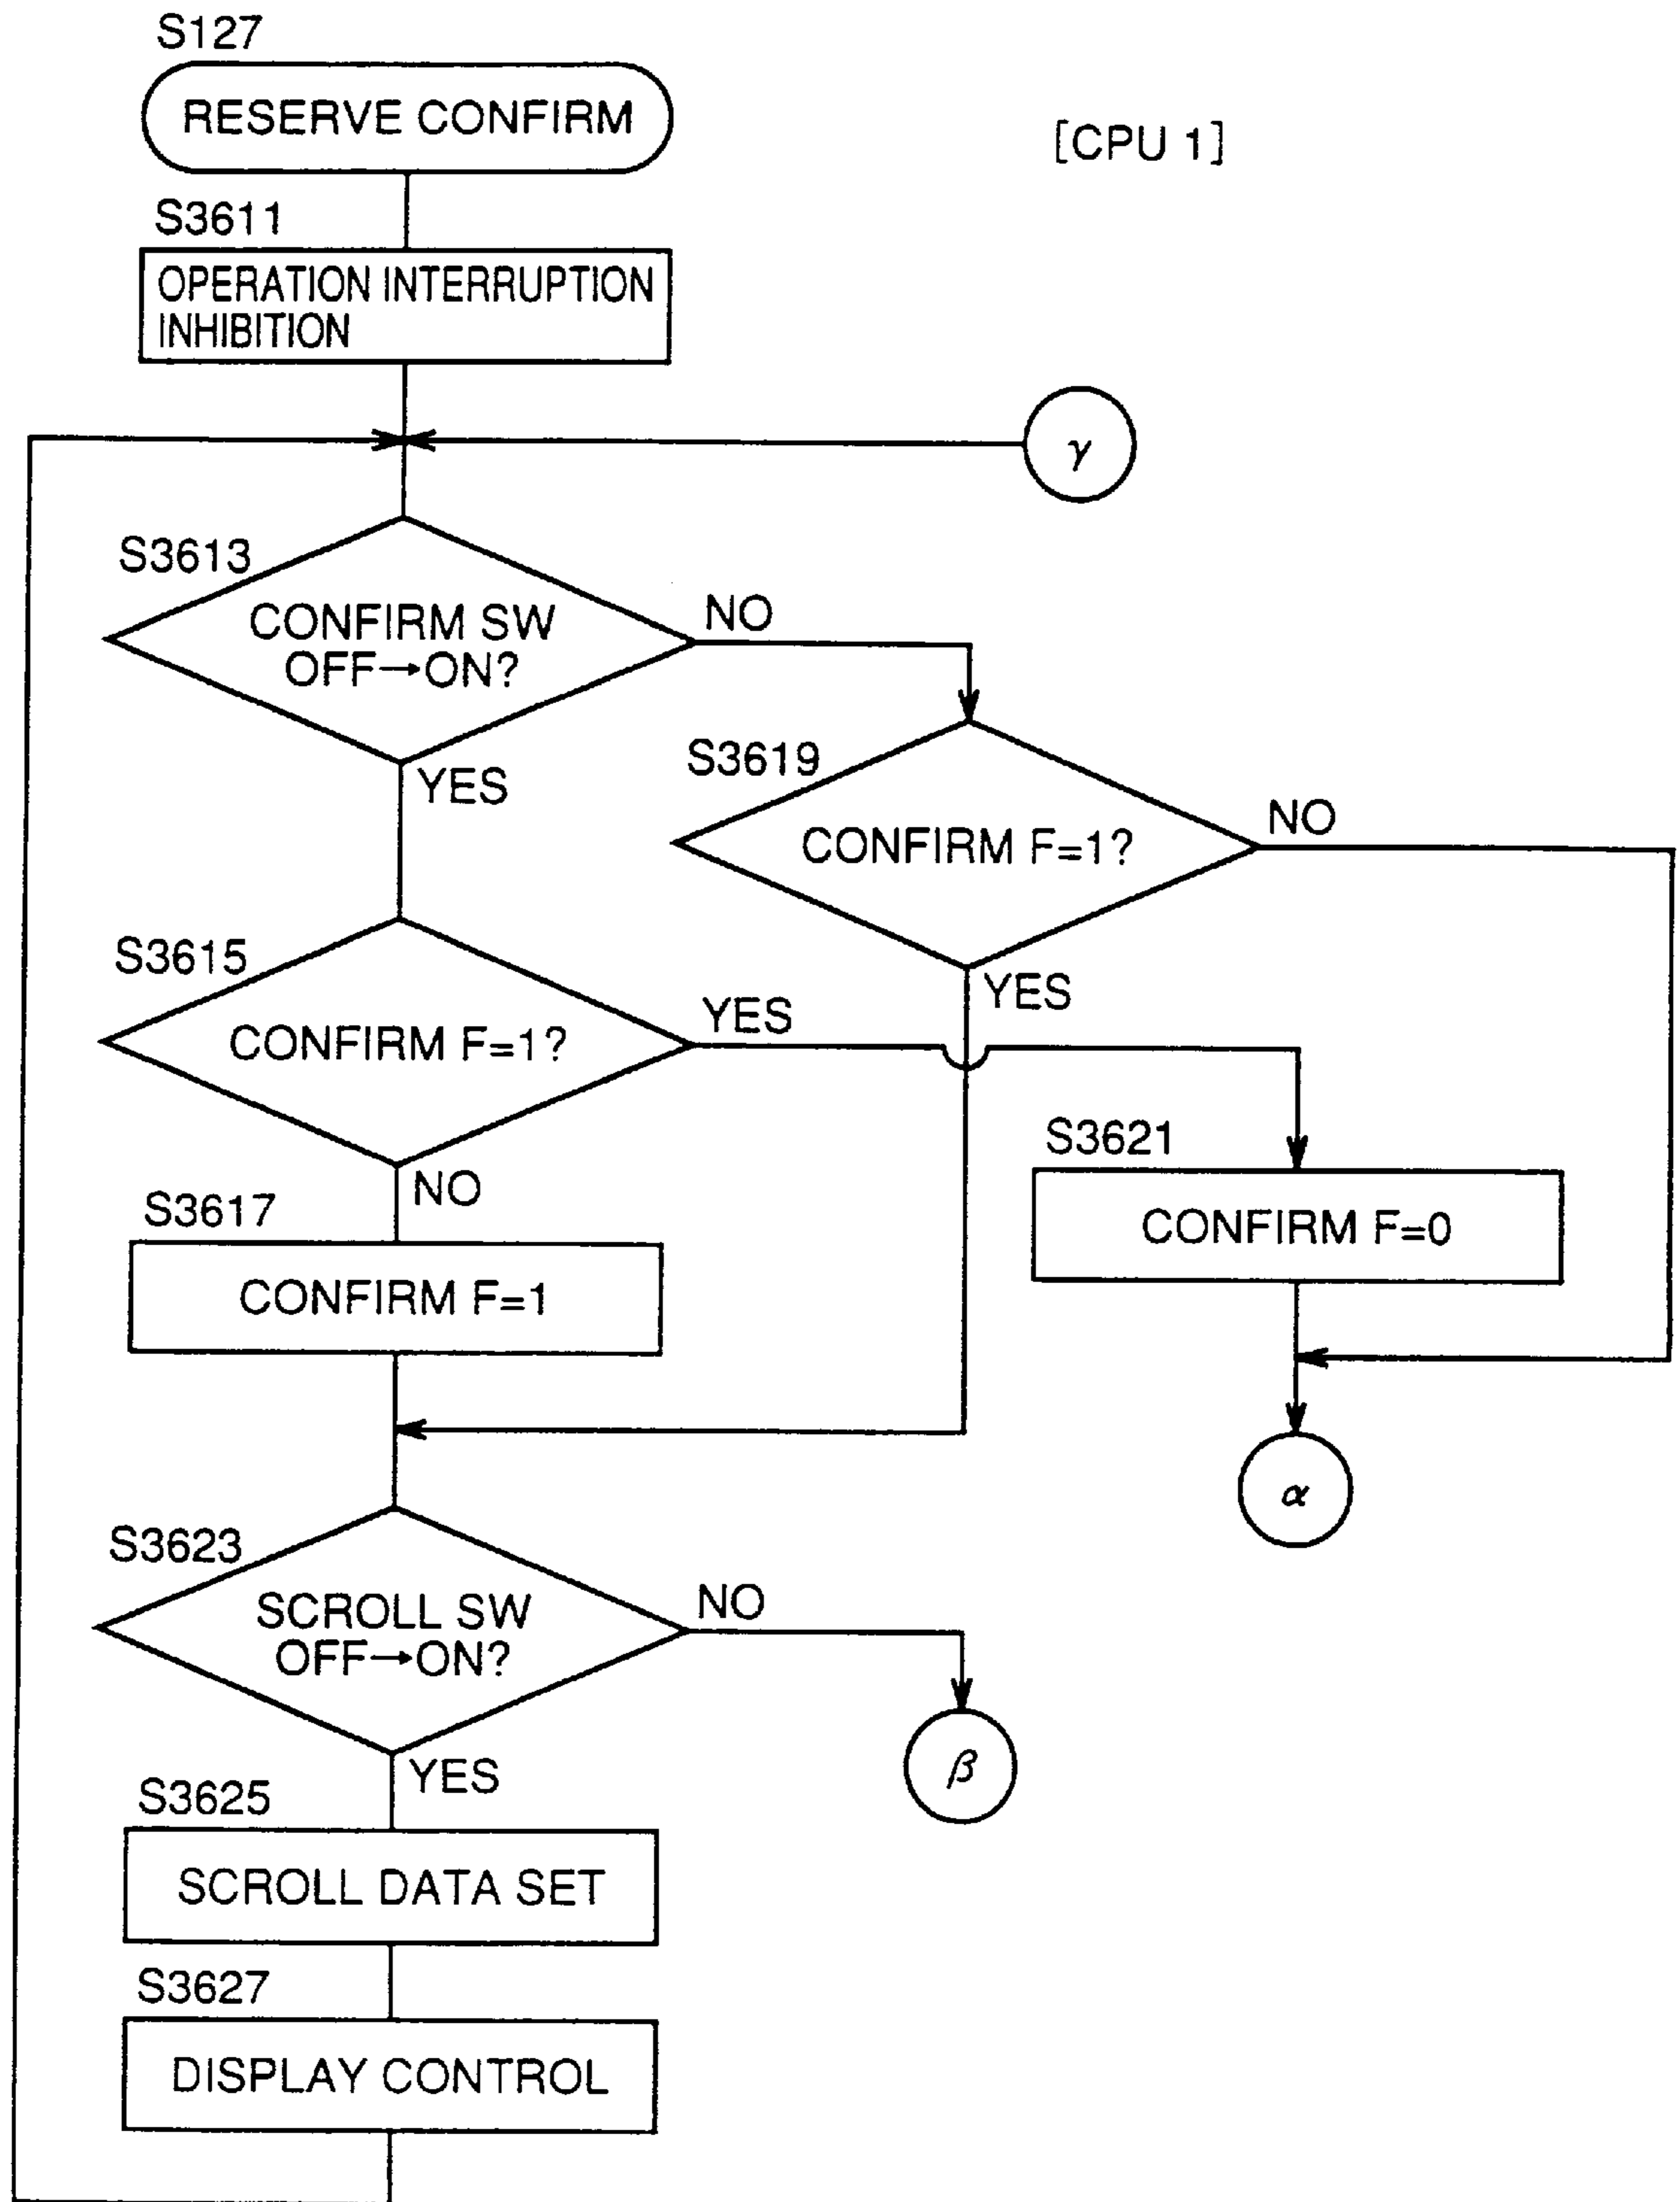 S127
RESERVE CONFIRM
[CPU 1]
S3611
OPERATION INTERRUPTION
INHIBITION
γ
S3613
CONFIRM SW
OFF→ON?
NO
YES
S3619
CONFIRM F=1?
NO
YES
S3615
CONFIRM F=1?
YES
NO
S3621
CONFIRM F=0
S3617
CONFIRM F=1
α
S3623
SCROLL SW
OFF→ON?
NO
YES
β
S3625
SCROLL DATA SET
S3627
DISPLAY CONTROL